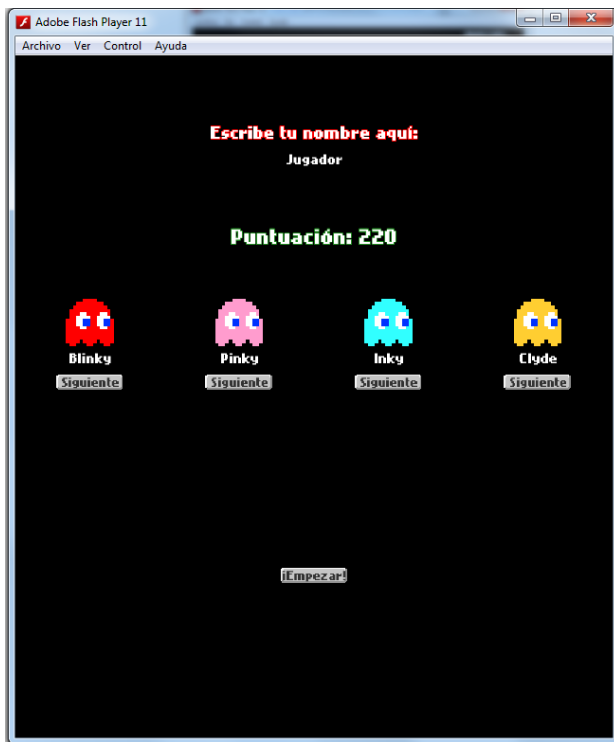 Adobe Flash Player 11
Archivo Ver Control Ayuda
Escribe tu nombre aquí:
Jugador
Puntuación: 220
Blinky Pinky Inky Clyde
Siguiente Siguiente Siguiente Siguiente
¡Empezar!